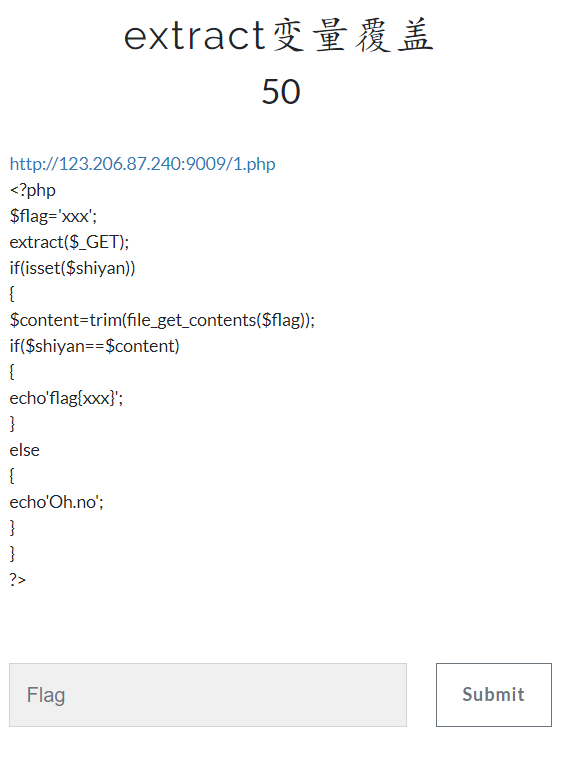 extract变量覆盖
50
http://123.206.87.240:9009/1.php
<?php
$flag='xxx';
extract($_GET);
if(isset($shiyan))
{
$content=trim(file_get_contents($flag));
if($shiyan==$content)
{
echo'flag{xxx}';
}
else
{
echo'Oh.no';
}
}
?>
Flag
Submit